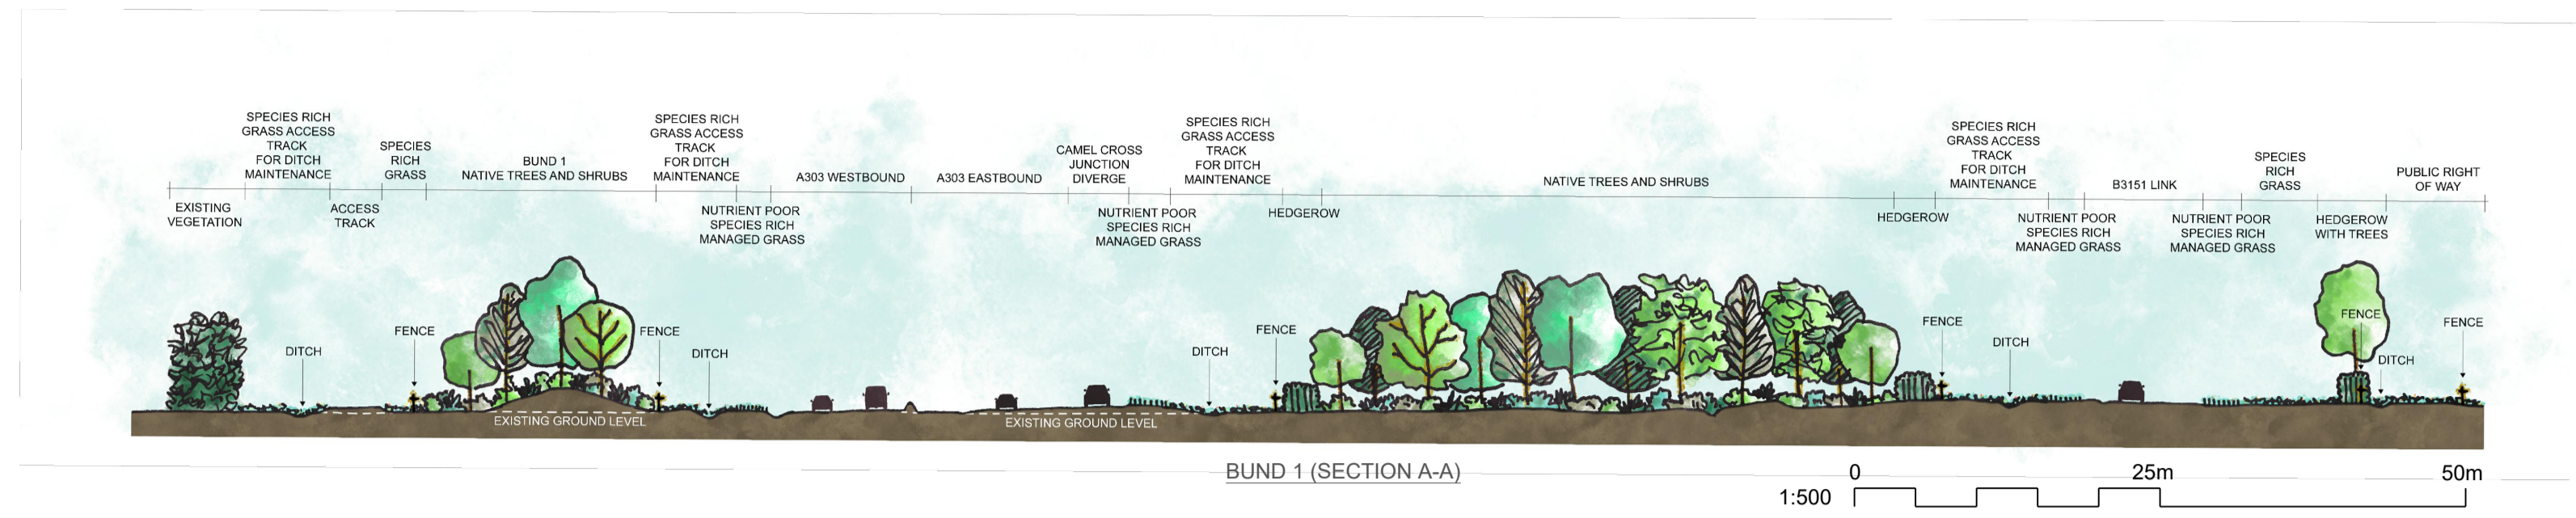 SPECIES RICH
GRASS ACCESS
TRACK
FOR DITCH
MAINTENANCE
SPECIES
RICH
GRASS
BUND 1
NATIVE TREES AND SHRUBS
SPECIES RICH
GRASS ACCESS
TRACK
FOR DITCH
MAINTENANCE
A303 WESTBOUND
A303 EASTBOUND
CAMEL CROSS
JUNCTION
DIVERGE
SPECIES RICH
GRASS ACCESS
TRACK
FOR DITCH
MAINTENANCE
NATIVE TREES AND SHRUBS
SPECIES RICH
GRASS ACCESS
TRACK
FOR DITCH
MAINTENANCE
B3151 LINK
SPECIES
RICH
GRASS
PUBLIC RIGHT
OF WAY
EXISTING
VEGETATION
ACCESS
TRACK
NUTRIENT POOR
SPECIES RICH
MANAGED GRASS
NUTRIENT POOR
SPECIES RICH
MANAGED GRASS
HEDGEROW
HEDGEROW
NUTRIENT POOR
SPECIES RICH
MANAGED GRASS
NUTRIENT POOR
SPECIES RICH
MANAGED GRASS
HEDGEROW
WITH TREES
DITCH
FENCE
FENCE
DITCH
DITCH
FENCE
FENCE
DITCH
FENCE
DITCH
FENCE
EXISTING GROUND LEVEL
EXISTING GROUND LEVEL
BUND 1 (SECTION A-A)
0
25m
50m
1:500